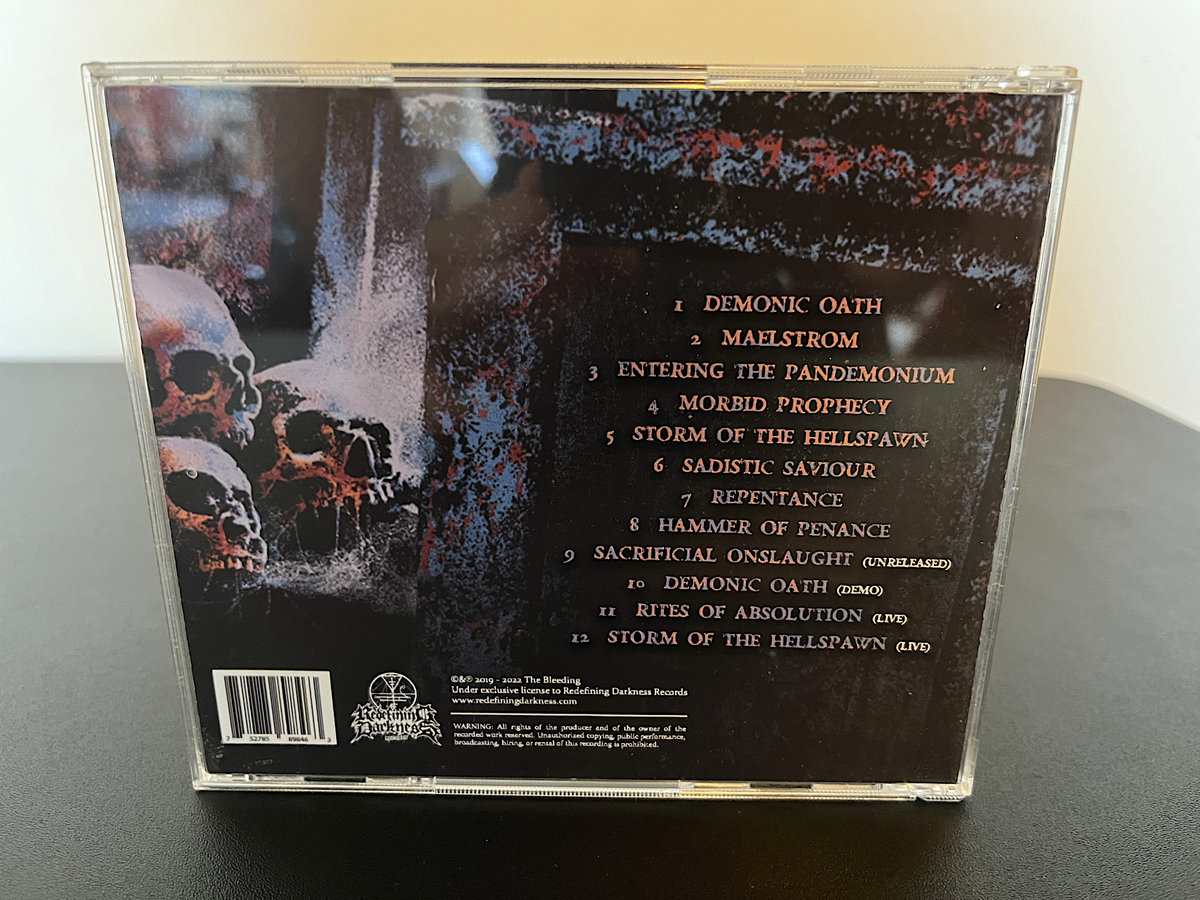 1 DEMONIC OATH
2 MAELSTROM
3 ENTERING THE PANDEMONIUM
4 MORBID PROPHECY
5 STORM OF THE HELLSPAWN
6 SADISTIC SAVIOUR
7 REPENTANCE
8 HAMMER OF PENANCE
9 SACRIFICIAL ONSLAUGHT (UNRELEASED)
10 DEMONIC OATH (DEMO)
11 RITES OF ABSOLUTION (LIVE)
12 STORM OF THE HELLSPAWN (LIVE)
7 52785 89846 3
Redefining
Darkness
©&℗ 2019 - 2022 The Bleeding
Under exclusive license to Redefining Darkness Records
www.redefiningdarkness.com
WARNING: All rights of the producer and of the owner of the
recorded work reserved. Unauthorized copying, public performance,
broadcasting, hiring, or rental of this recording is prohibited.